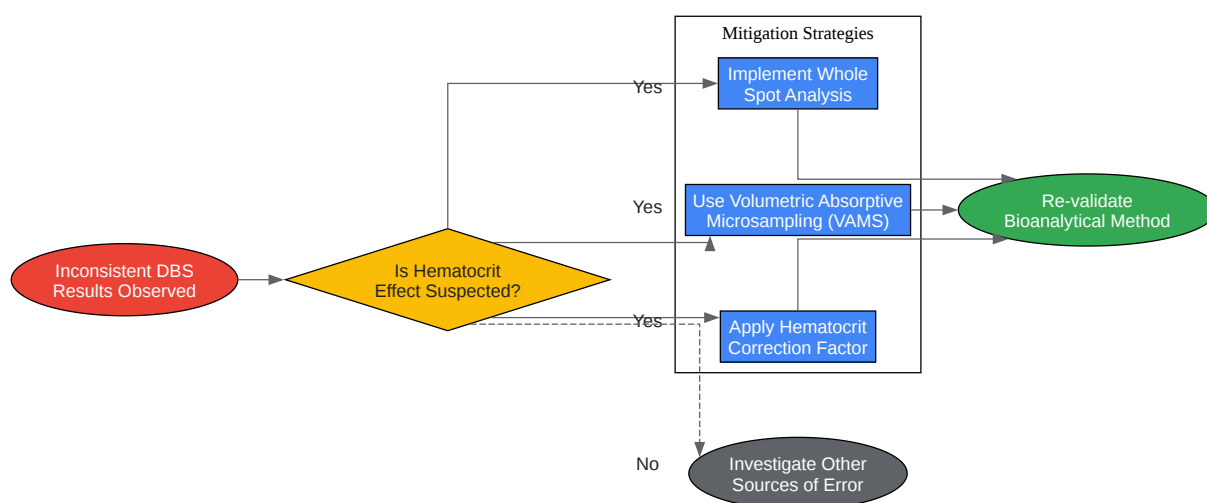 Mitigation Strategies
Implement Whole
Spot Analysis
Yes
Use Volumetric Absorptive
Microsampling (VAMS)
Yes
Re-validate
Bioanalytical Method
Inconsistent DBS
Results Observed
Is Hematocrit
Effect Suspected?
Yes
Apply Hematocrit
Correction Factor
No
Investigate Other
Sources of Error